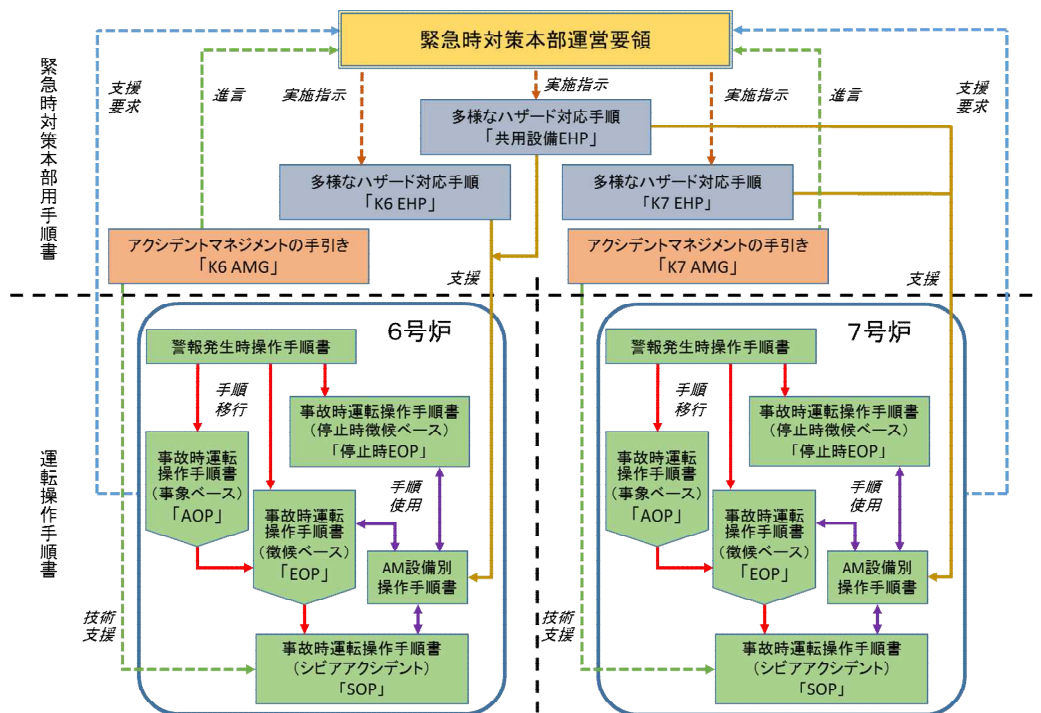 緊急時対策本部用手順書
緊急時対策本部運営要領
支援
要求
進言
実施指示
実施指示
実施指示
進言
支援
要求
多様なハザード対応手順
「共用設備EHP」
多様なハザード対応手順
「K6 EHP」
多様なハザード対応手順
「K7 EHP」
アクシデントマネジメントの手引き
「K6 AMG」
アクシデントマネジメントの手引き
「K7 AMG」
支援
支援
運転操作手順書
6号炉
警報発生時操作手順書
手順
移行
事故時運転操作手順書
(停止時徴候ベース)
「停止時EOP」
事故時運転
操作手順書
(事象ベース)
「AOP」
手順
使用
事故時運転
操作手順書
(徴候ベース)
「EOP」
AM設備別
操作手順書
技術
支援
事故時運転操作手順書
(シビアアクシデント)
「SOP」
7号炉
警報発生時操作手順書
手順
移行
事故時運転操作手順書
(停止時徴候ベース)
「停止時EOP」
事故時運転
操作手順書
(事象ベース)
「AOP」
手順
使用
事故時運転
操作手順書
(徴候ベース)
「EOP」
AM設備別
操作手順書
技術
支援
事故時運転操作手順書
(シビアアクシデント)
「SOP」